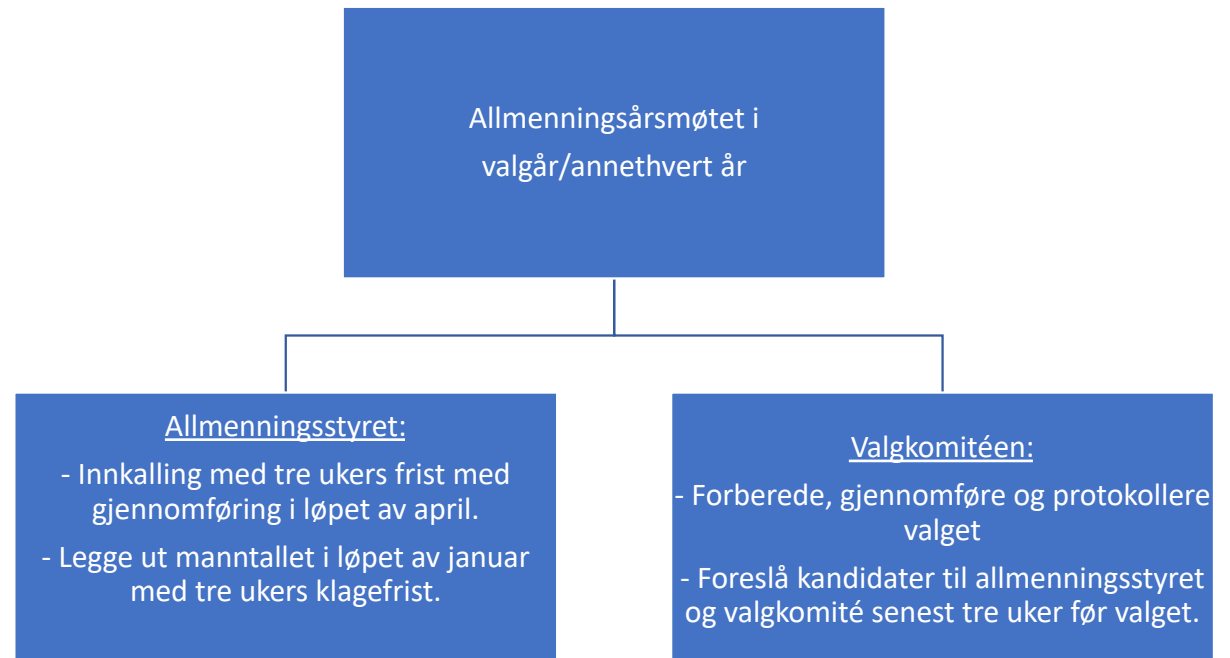 Allmenningsårsmøtet i
valgår/annethvert år
Allmenningsstyret:
- Innkalling med tre ukers frist med
gjennomføring i løpet av april.
- Legge ut manntallet i løpet av januar
med tre ukers klagefrist.
Valgkomitéen:
- Forberede, gjennomføre og protokollere
valget
- Foreslå kandidater til allmenningsstyret
og valgkomité senest tre uker før valget.